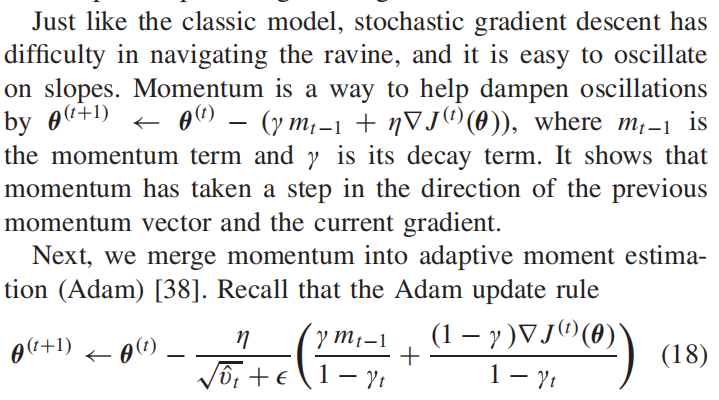 Just like the classic model, stochastic gradient descent has
difficulty in navigating the ravine, and it is easy to oscillate
on slopes. Momentum is a way to help dampen oscillations
by θ^(t+1) ← θ^(t) − (γ m_{t−1} + η∇J^(t)(θ)), where m_{t−1} is
the momentum term and γ is its decay term. It shows that
momentum has taken a step in the direction of the previous
momentum vector and the current gradient.
Next, we merge momentum into adaptive moment estima-
tion (Adam) [38]. Recall that the Adam update rule
θ^(t+1) ← θ^(t) − η/(√v̂_t + ϵ) (γ m_{t−1}/(1 − γ_t) + (1 − γ)∇J^(t)(θ)/(1 − γ_t)) (18)